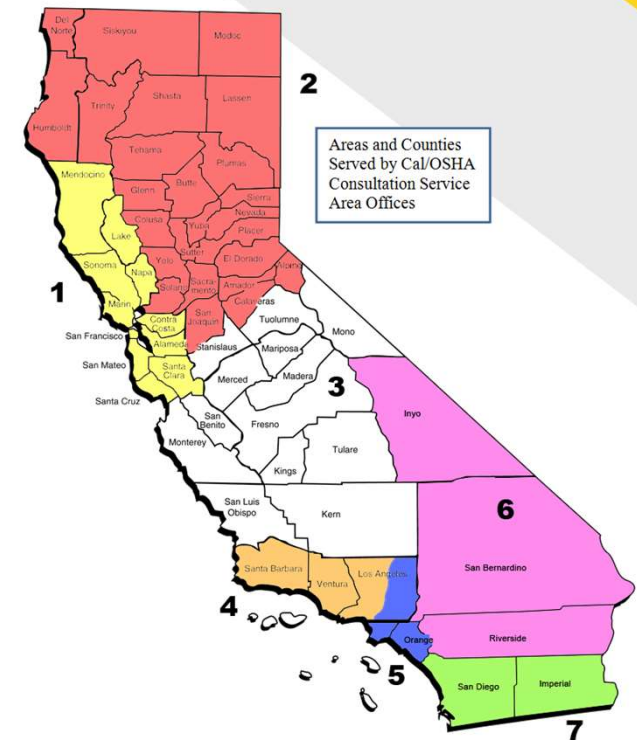 Del
Norte
Siskiyou
Modoc
2
Trinity
Shasta
Lassen
Humboldt
Areas and Counties
Served by Cal/OSHA
Consultation Service
Area Offices
Tehama
Plumas
Mendocino
Glenn
Butte
Sierra
Nevada
Colusa
Yuba
Placer
Lake
Sutter
Yolo
El Dorado
Sonoma
Napa
Alpine
Solano
Sacra-
mento
Amador
1
Marin
Calaveras
San
Joaquin
Contra
Costa
Tuolumne
Mono
San Francisco
Alameda
Stanislaus
Mariposa
San Mateo
Santa
Clara
Merced
Madera
3
Santa Cruz
San
Benito
Fresno
Inyo
Monterey
Tulare
Kings
San Luis
Obispo
Kern
6
Santa Barbara
Ventura
Los Angeles
San Bernardino
4
Orange
Riverside
5
San Diego
Imperial
7